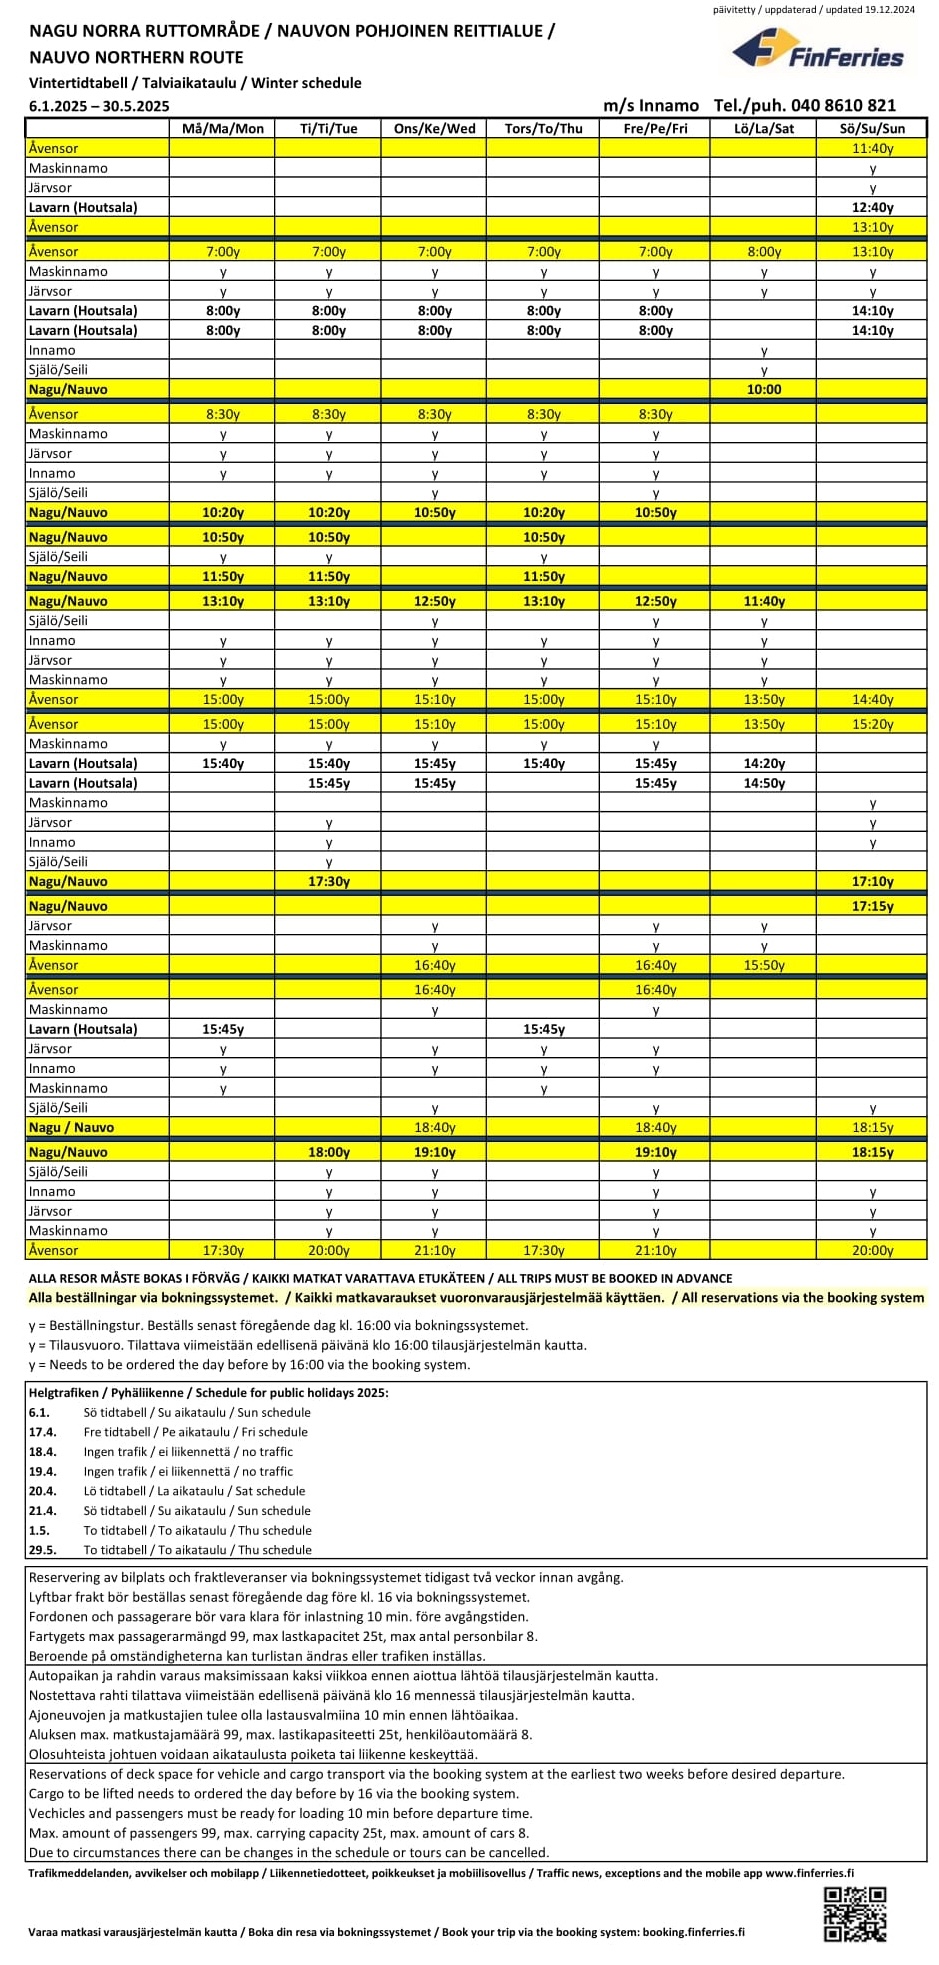 päivitetty / uppdaterad / updated 19.12.2024
NAGU NORRA RUTTOMRÅDE / NAUVON POHJOINEN REITTIALUE /
NAUVO NORTHERN ROUTE
FinFerries
Vintertidtabell / Talviaikataulu / Winter schedule
6.1.2025 – 30.5.2025 m/s Innamo Tel./puh. 040 8610 821
Må/Ma/Mon Ti/Ti/Tue Ons/Ke/Wed Tors/To/Thu Fre/Pe/Fri Lö/La/Sat Sö/Su/Sun
Åvensor 11:40y
Maskinnamo y
Järvsor y
Lavarn (Houtsala) 12:40y
Åvensor 13:10y
Åvensor 7:00y 7:00y 7:00y 7:00y 7:00y 8:00y 13:10y
Maskinnamo y y y y y y y
Järvsor y y y y y y y
Lavarn (Houtsala) 8:00y 8:00y 8:00y 8:00y 8:00y 14:10y
Lavarn (Houtsala) 8:00y 8:00y 8:00y 8:00y 8:00y 14:10y
Innamo y
Själö/Seili y
Nagu/Nauvo 10:00
Åvensor 8:30y 8:30y 8:30y 8:30y 8:30y
Maskinnamo y y y y y
Järvsor y y y y y
Innamo y y y y y
Själö/Seili y y
Nagu/Nauvo 10:20y 10:20y 10:50y 10:20y 10:50y
Nagu/Nauvo 10:50y 10:50y 10:50y
Själö/Seili y y y
Nagu/Nauvo 11:50y 11:50y 11:50y
Nagu/Nauvo 13:10y 13:10y 12:50y 13:10y 12:50y 11:40y
Själö/Seili y y y
Innamo y y y y y y
Järvsor y y y y y y
Maskinnamo y y y y y y
Åvensor 15:00y 15:00y 15:10y 15:00y 15:10y 13:50y 14:40y
Åvensor 15:00y 15:00y 15:10y 15:00y 15:10y 13:50y 15:20y
Maskinnamo y y y y y
Lavarn (Houtsala) 15:40y 15:40y 15:45y 15:40y 15:45y 14:20y
Lavarn (Houtsala) 15:45y 15:45y 15:45y 14:50y
Maskinnamo y
Järvsor y y
Innamo y y
Själö/Seili y
Nagu/Nauvo 17:30y 17:10y
Nagu/Nauvo 17:15y
Järvsor y y y
Maskinnamo y y y
Åvensor 16:40y 16:40y 15:50y
Åvensor 16:40y 16:40y
Maskinnamo y y
Lavarn (Houtsala) 15:45y 15:45y
Järvsor y y y y
Innamo y y y y
Maskinnamo y y
Själö/Seili y y y
Nagu / Nauvo 18:40y 18:40y 18:15y
Nagu/Nauvo 18:00y 19:10y 19:10y 18:15y
Själö/Seili y y y
Innamo y y y y
Järvsor y y y y
Maskinnamo y y y y
Åvensor 17:30y 20:00y 21:10y 17:30y 21:10y 20:00y
ALLA RESOR MÅSTE BOKAS I FÖRVÄG / KAIKKI MATKAT VARATTAVA ETUKÄTEEN / ALL TRIPS MUST BE BOOKED IN ADVANCE
Alla beställningar via bokningssystemet. / Kaikki matkavaraukset vuoronvarausjärjestelmää käyttäen. / All reservations via the booking system
y = Beställningstur. Beställs senast föregående dag kl. 16:00 via bokningssystemet.
y = Tilausvuoro. Tilattava viimeistään edellisenä päivänä klo 16:00 tilausjärjestelmän kautta.
y = Needs to be ordered the day before by 16:00 via the booking system.
Helgtrafiken / Pyhäliikenne / Schedule for public holidays 2025:
6.1. Sö tidtabell / Su aikataulu / Sun schedule
17.4. Fre tidtabell / Pe aikataulu / Fri schedule
18.4. Ingen trafik / ei liikennettä / no traffic
19.4. Ingen trafik / ei liikennettä / no traffic
20.4. Lö tidtabell / La aikataulu / Sat schedule
21.4. Sö tidtabell / Su aikataulu / Sun schedule
1.5. To tidtabell / To aikataulu / Thu schedule
29.5. To tidtabell / To aikataulu / Thu schedule
Reservering av bilplats och fraktleveranser via bokningssystemet tidigast två veckor innan avgång.
Lyftbar frakt bör beställas senast föregående dag före kl. 16 via bokningssystemet.
Fordonen och passagerare bör vara klara för inlastning 10 min. före avgångstiden.
Fartygets max passagerarmängd 99, max lastkapacitet 25t, max antal personbilar 8.
Beroende på omständigheterna kan turlistan ändras eller trafiken inställas.
Autopaikan ja rahdin varaus maksimissaan kaksi viikkoa ennen aiottua lähtöä tilausjärjestelmän kautta.
Nostettava rahti tilattava viimeistään edellisenä päivänä klo 16 mennessä tilausjärjestelmän kautta.
Ajoneuvojen ja matkustajien tulee olla lastausvalmiina 10 min ennen lähtöaikaa.
Aluksen max. matkustajamäärä 99, max. lastikapasiteetti 25t, henkilöautomäärä 8.
Olosuhteista johtuen voidaan aikataulusta poiketa tai liikenne keskeyttää.
Reservations of deck space for vehicle and cargo transport via the booking system at the earliest two weeks before desired departure.
Cargo to be lifted needs to ordered the day before by 16 via the booking system.
Vechicles and passengers must be ready for loading 10 min before departure time.
Max. amount of passengers 99, max. carrying capacity 25t, max. amount of cars 8.
Due to circumstances there can be changes in the schedule or tours can be cancelled.
Trafikmeddelanden, avvikelser och mobilapp / Liikennetiedotteet, poikkeukset ja mobiilisovellus / Traffic news, exceptions and the mobile app www.finferries.fi
Varaa matkasi varausjärjestelmän kautta / Boka din resa via bokningssystemet / Book your trip via the booking system: booking.finferries.fi